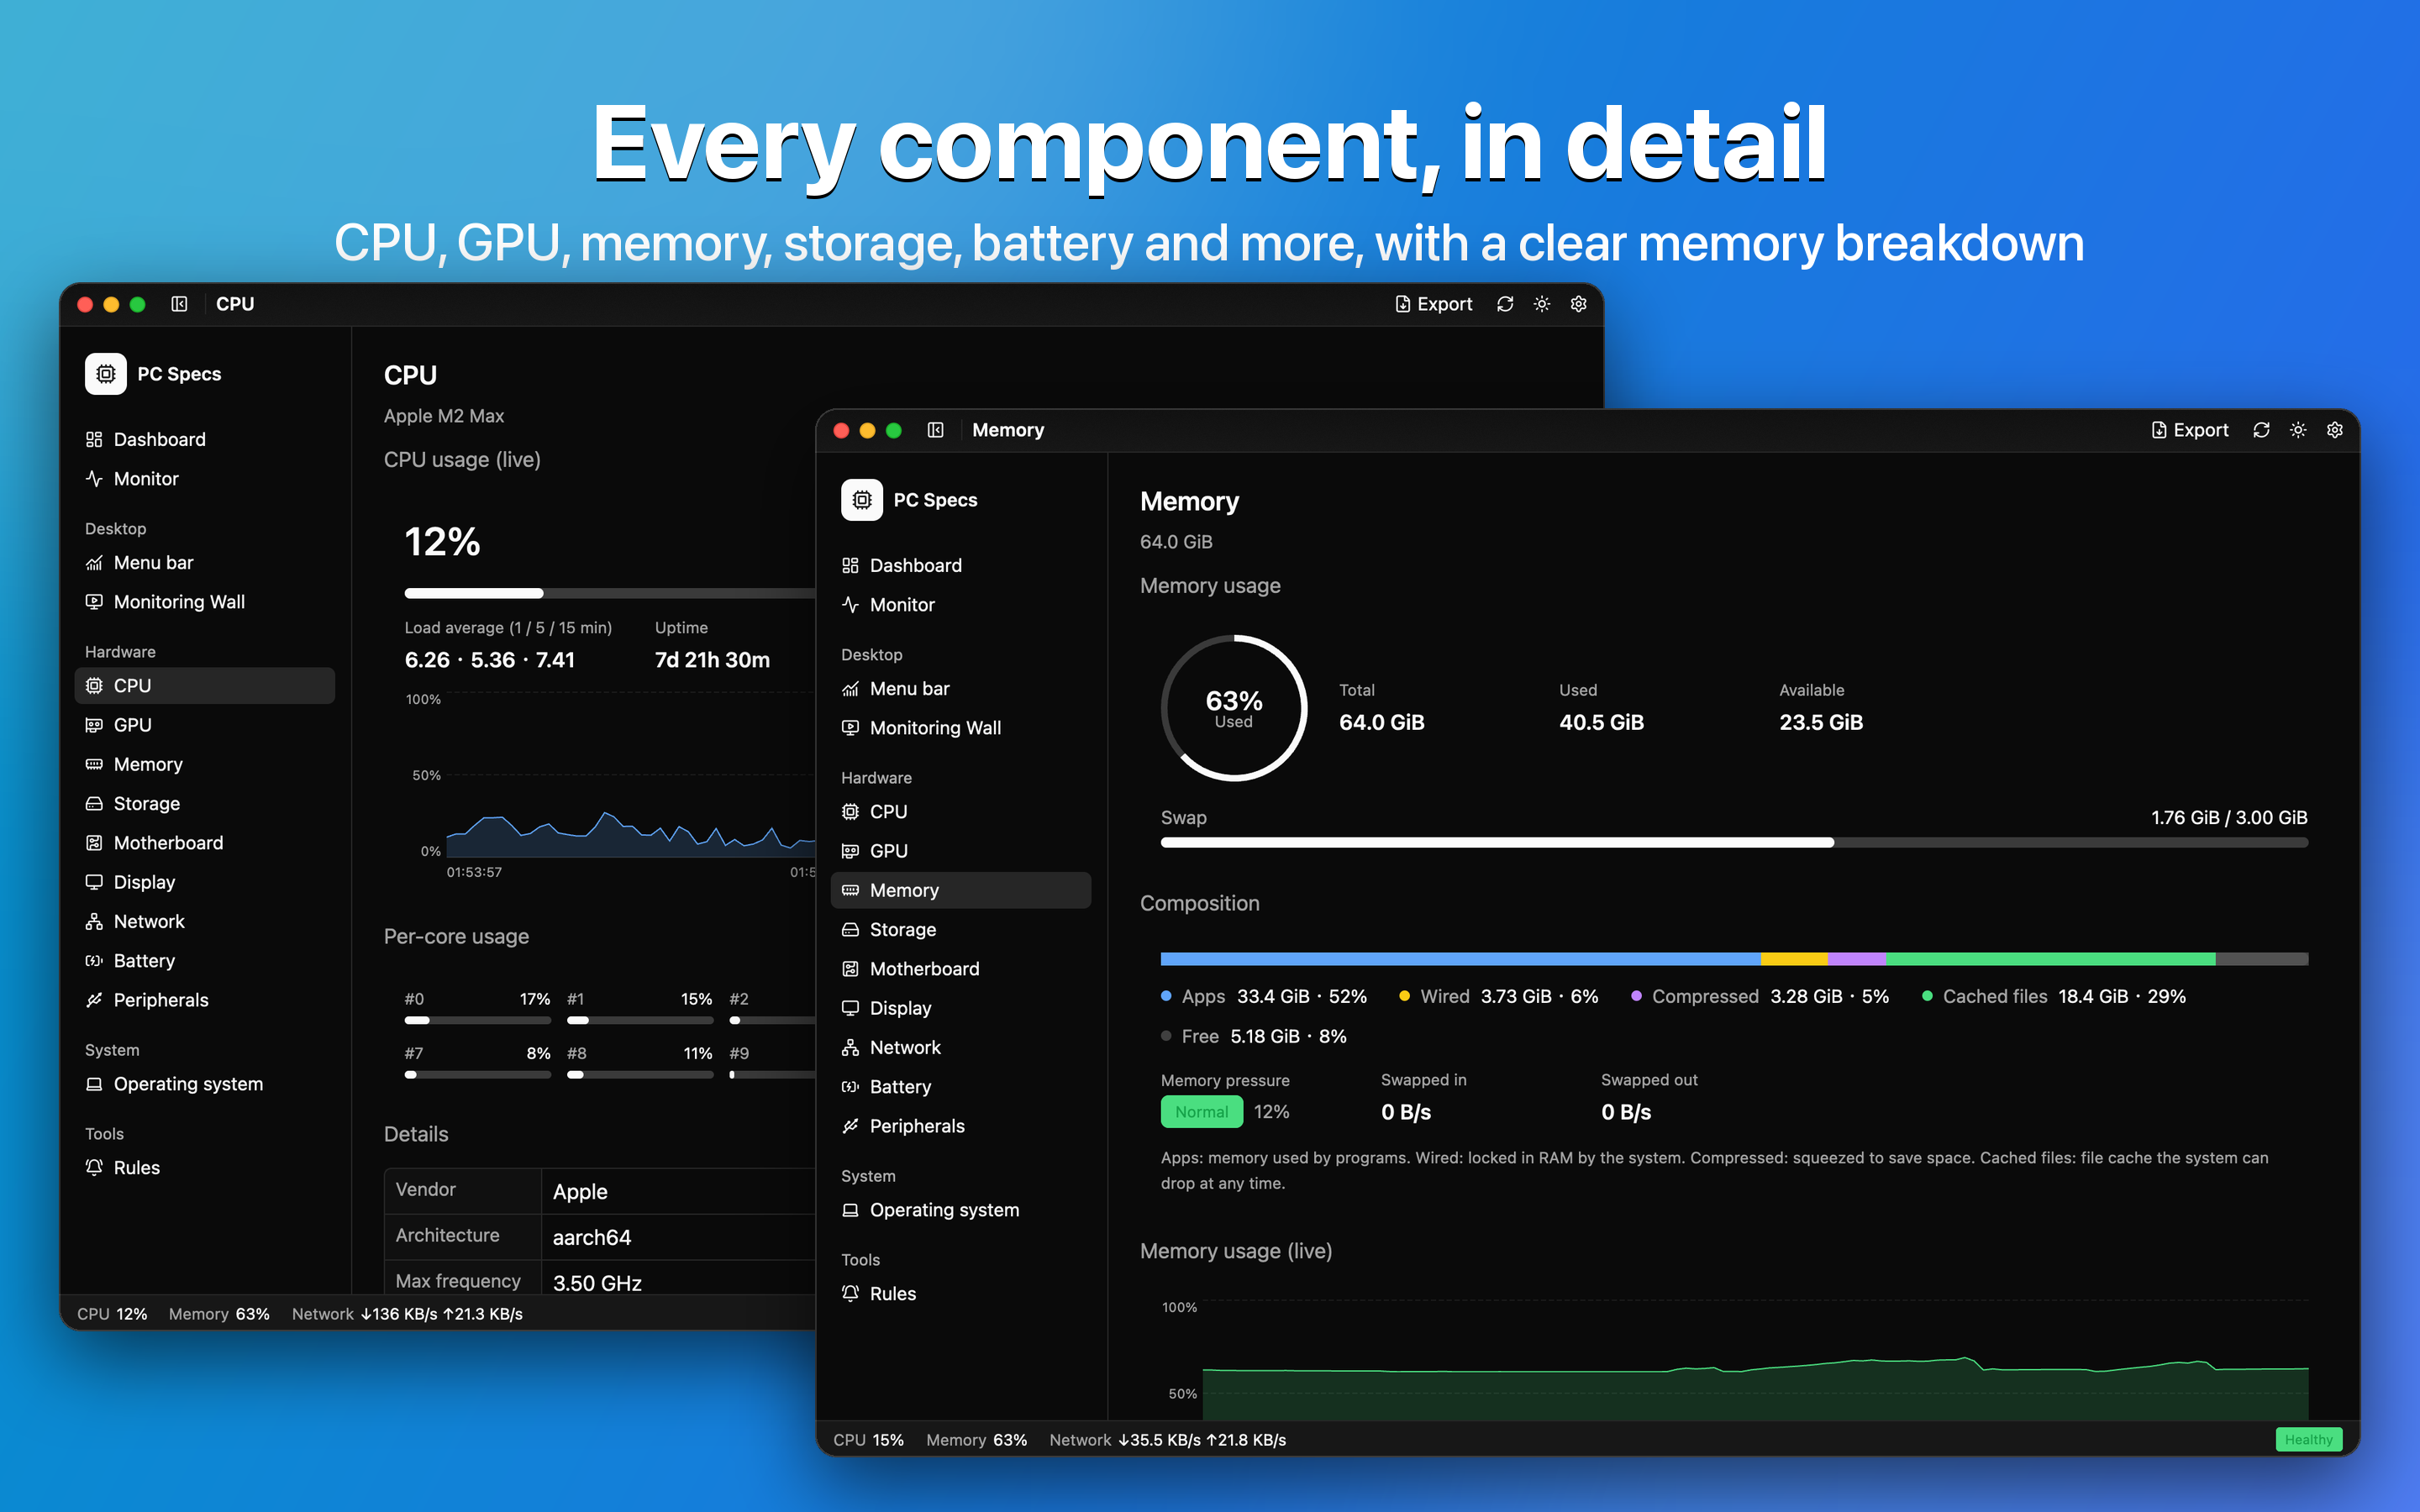 Every component, in detail
CPU, GPU, memory, storage, battery and more, with a clear memory breakdown
CPU
Export
PC Specs
Dashboard
Monitor
Desktop
Menu bar
Monitoring Wall
Hardware
CPU
GPU
Memory
Storage
Motherboard
Display
Network
Battery
Peripherals
System
Operating system
Tools
Rules
CPU
Apple M2 Max
CPU usage (live)
12%
Load average (1 / 5 / 15 min) Uptime
6.26 · 5.36 · 7.41 7d 21h 30m
100%
50%
0%
01:53:57 01:5
Per-core usage
#0 17% #1 15% #2
#7 8% #8 11% #9
Details
Vendor Apple
Architecture aarch64
Max frequency 3.50 GHz
CPU 12% Memory 63% Network ↓136 KB/s ↑21.3 KB/s
Memory
Export
PC Specs
Dashboard
Monitor
Desktop
Menu bar
Monitoring Wall
Hardware
CPU
GPU
Memory
Storage
Motherboard
Display
Network
Battery
Peripherals
System
Operating system
Tools
Rules
Memory
64.0 GiB
Memory usage
63%
Used
Total Used Available
64.0 GiB 40.5 GiB 23.5 GiB
Swap 1.76 GiB / 3.00 GiB
Composition
Apps 33.4 GiB · 52% Wired 3.73 GiB · 6% Compressed 3.28 GiB · 5% Cached files 18.4 GiB · 29%
Free 5.18 GiB · 8%
Memory pressure Swapped in Swapped out
Normal 12% 0 B/s 0 B/s
Apps: memory used by programs. Wired: locked in RAM by the system. Compressed: squeezed to save space. Cached files: file cache the system can
drop at any time.
Memory usage (live)
100%
50%
CPU 15% Memory 63% Network ↓35.5 KB/s ↑21.8 KB/s
Healthy